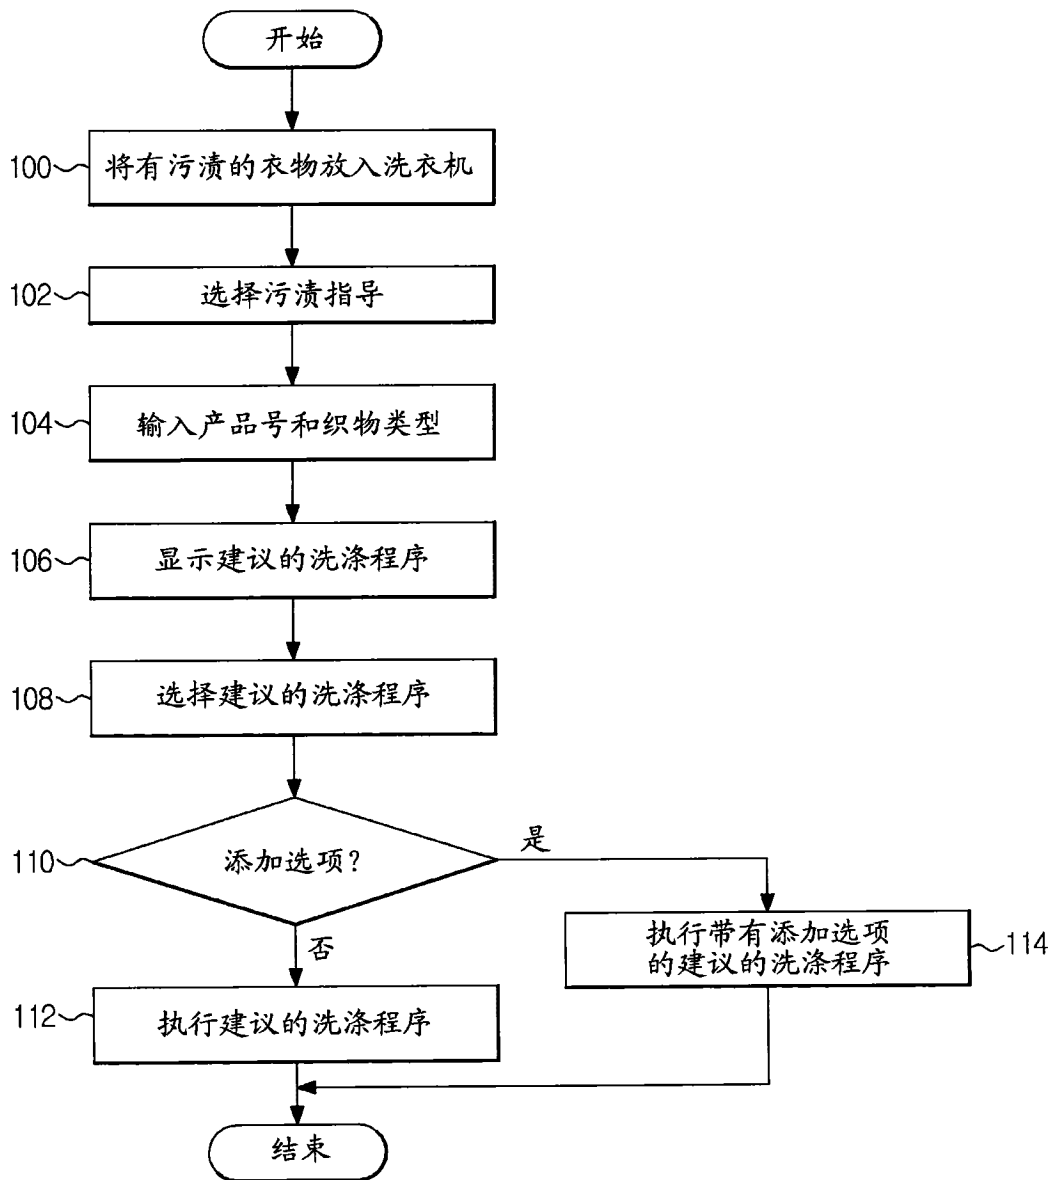 开始
100
将有污渍的衣物放入洗衣机
102
选择污渍指导
104
输入产品号和织物类型
106
显示建议的洗涤程序
108
选择建议的洗涤程序
110
添加选项？
是
否
执行带有添加选项
的建议的洗涤程序
114
112
执行建议的洗涤程序
结束